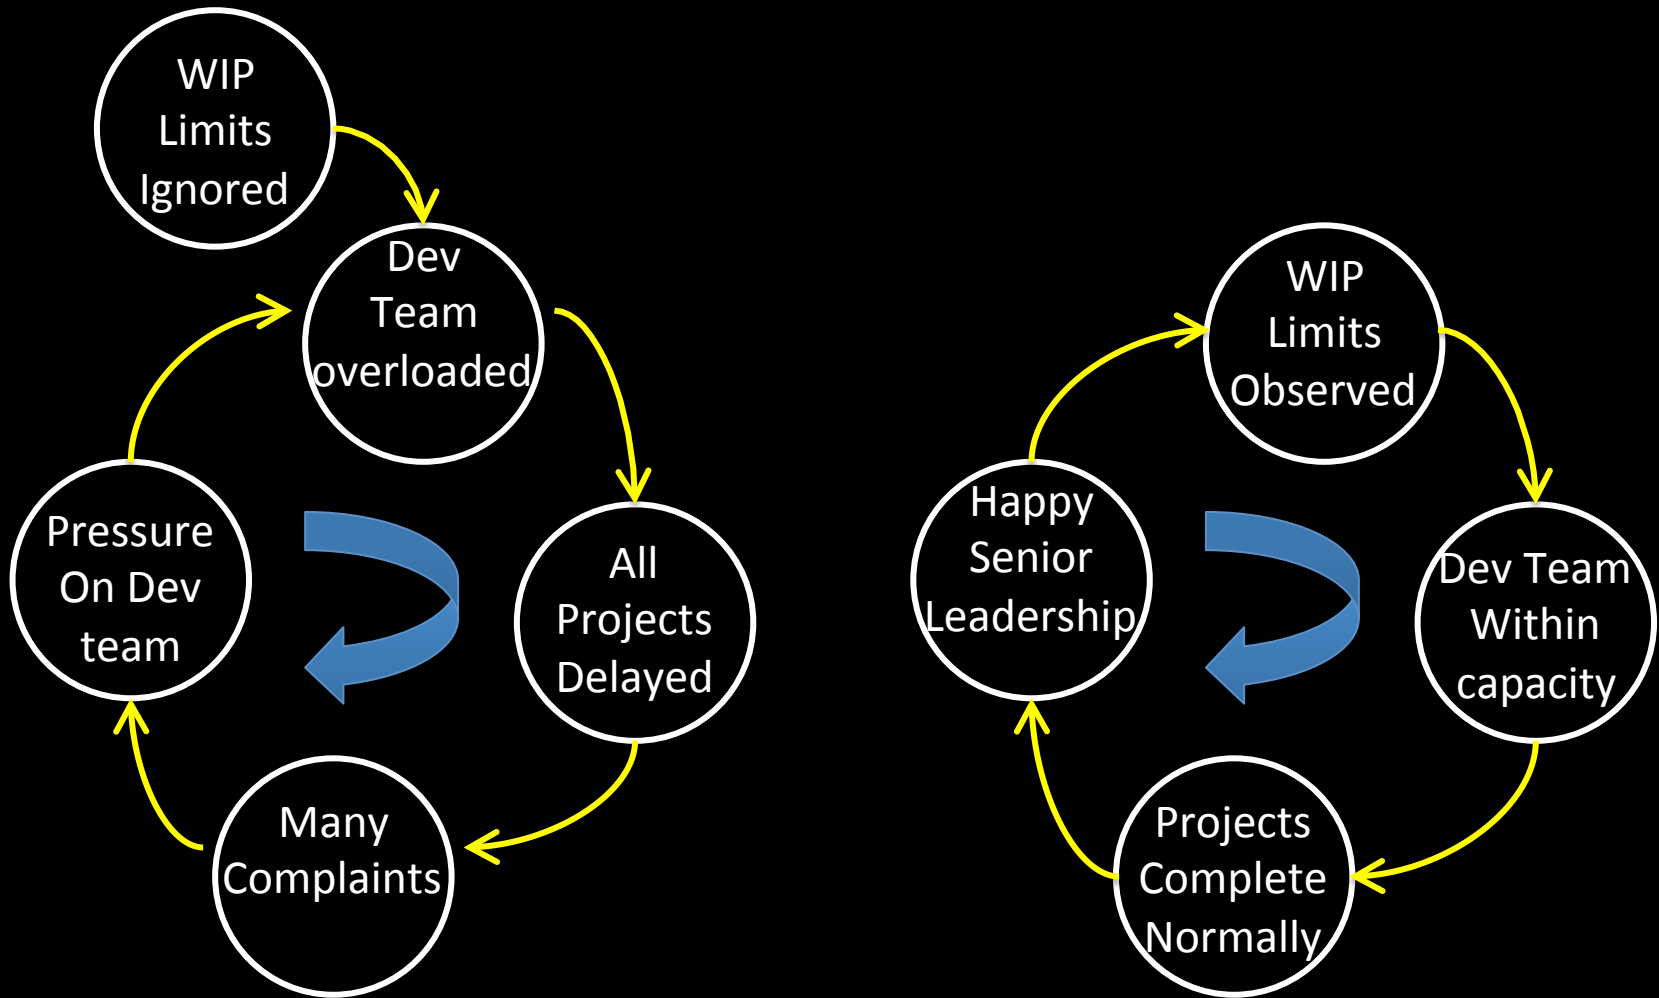 WIP
Limits
Ignored
Dev
Team
overloaded
All
Projects
Delayed
Many
Complaints
Pressure
On Dev
team
WIP
Limits
Observed
Dev Team
Within
capacity
Projects
Complete
Normally
Happy
Senior
Leadership